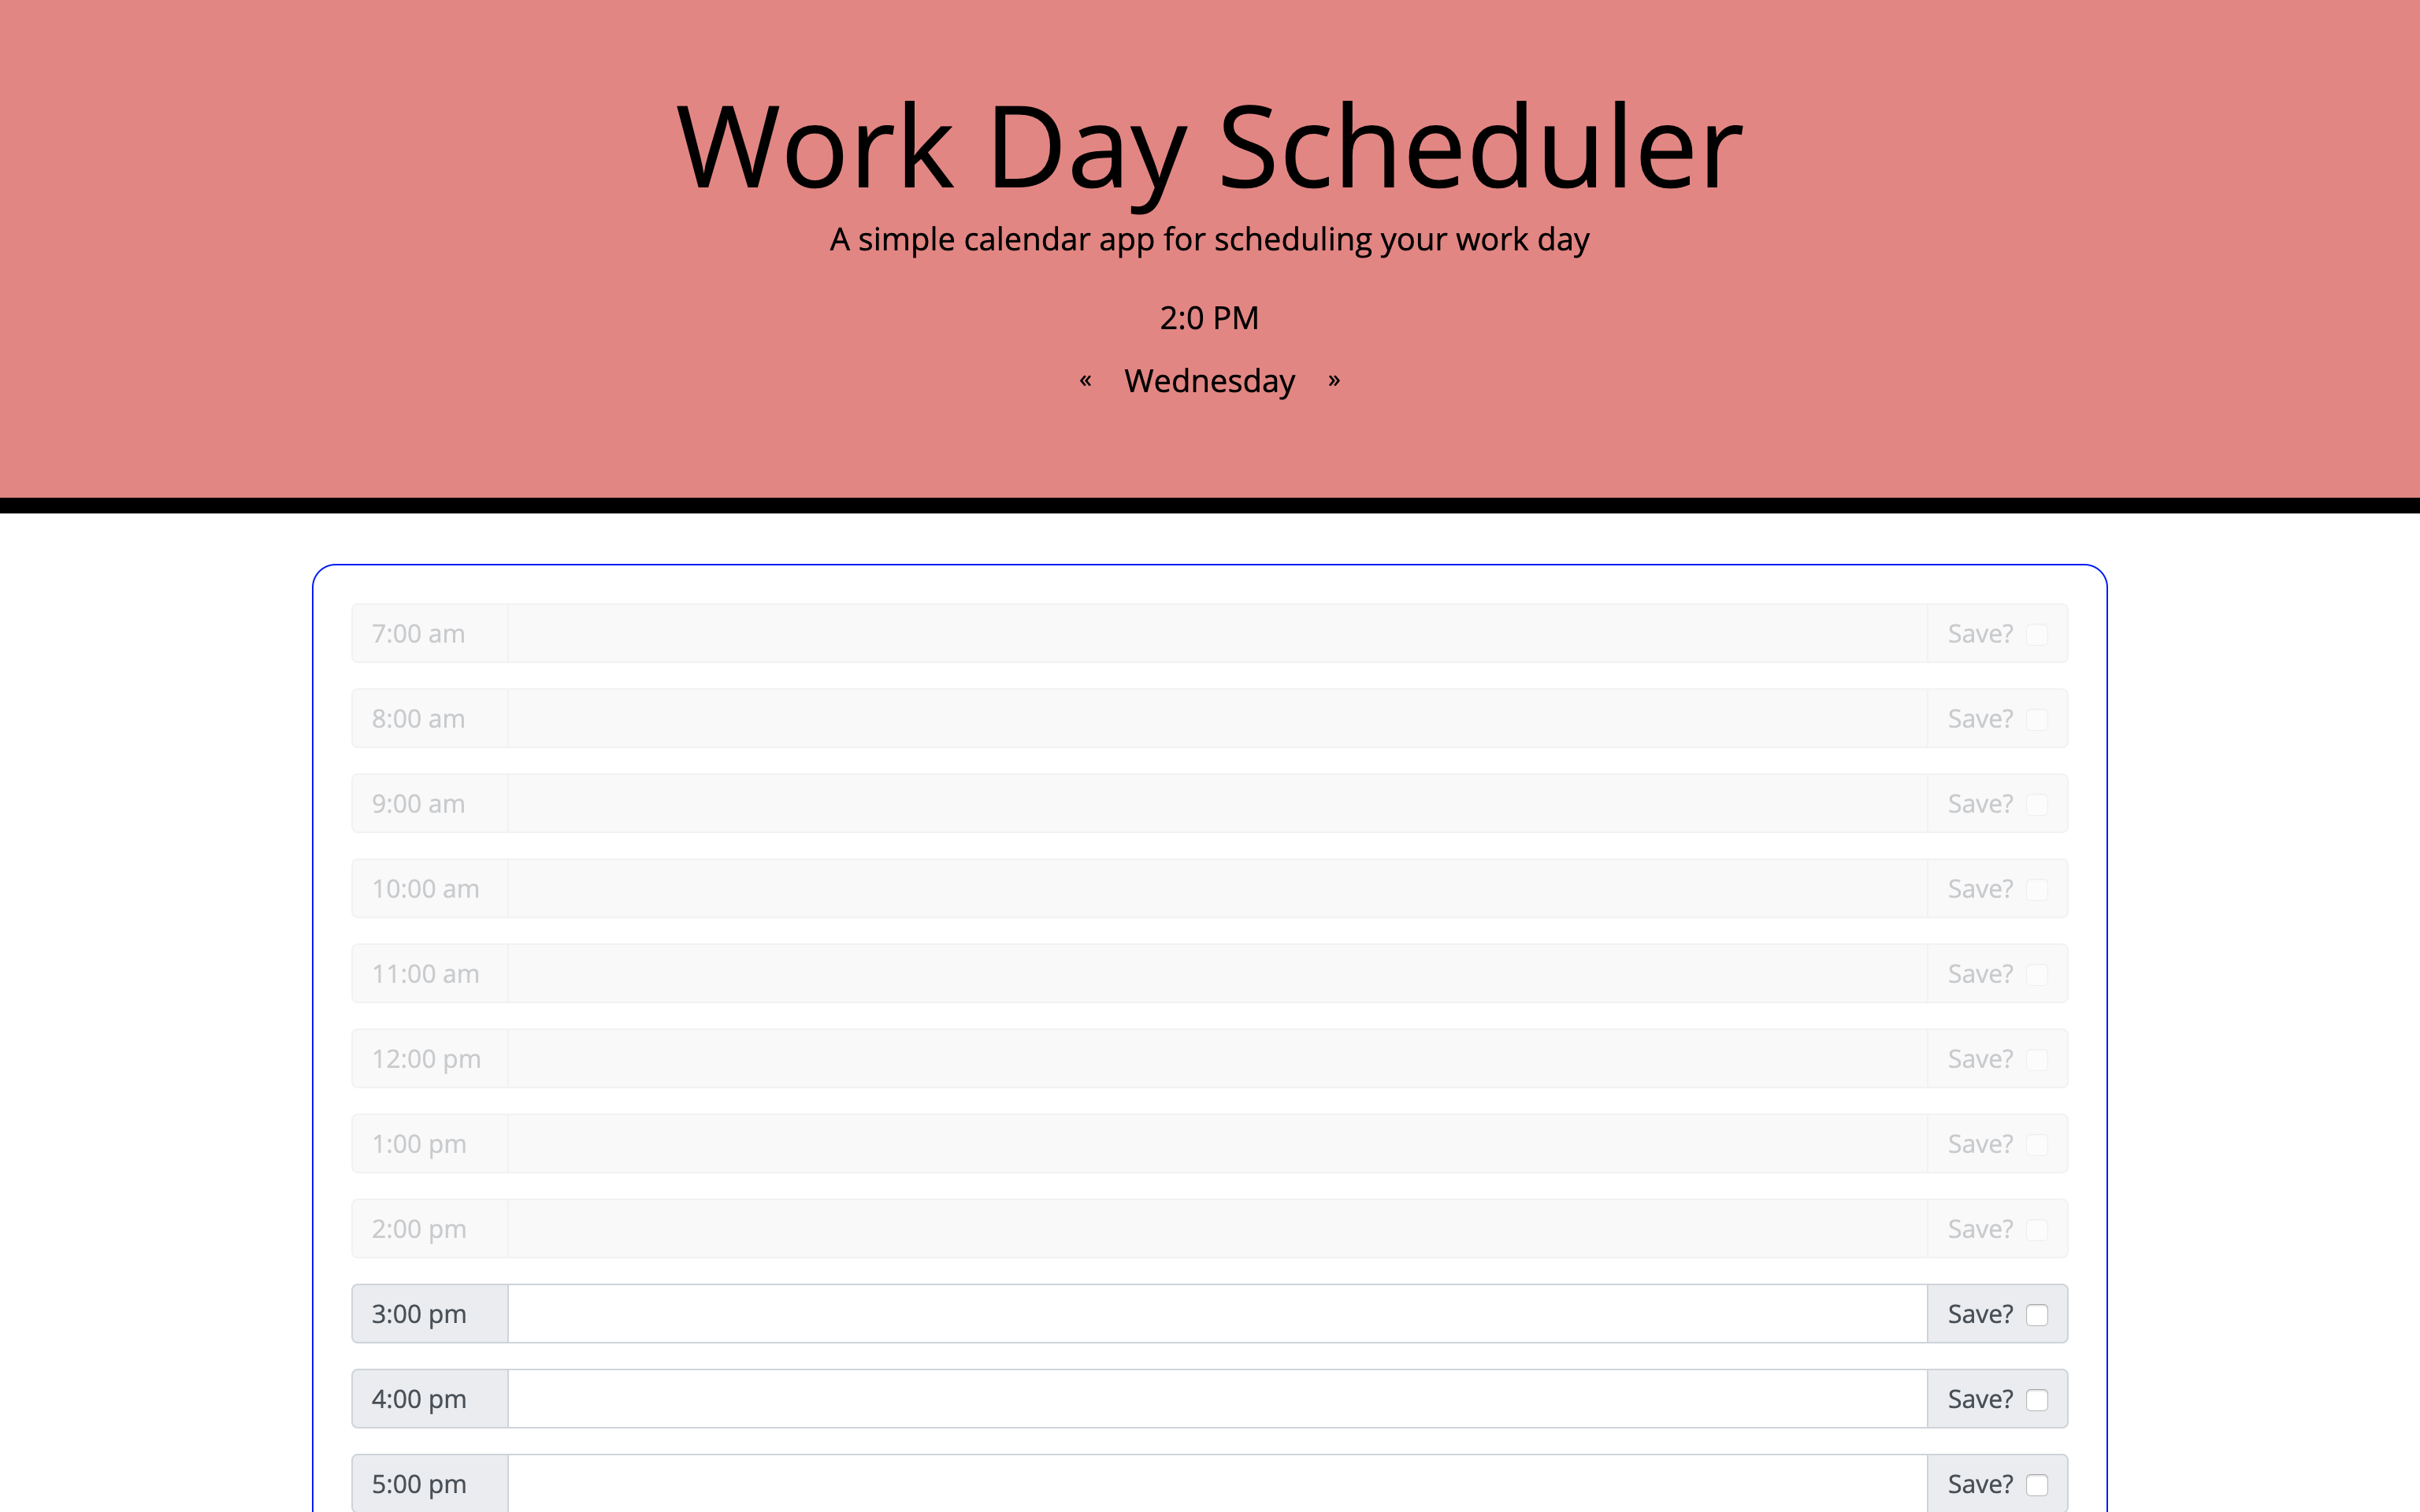 Work Day Scheduler
A simple calendar app for scheduling your work day
2:0 PM
« Wednesday »
7:00 am Save?
8:00 am Save?
9:00 am Save?
10:00 am Save?
11:00 am Save?
12:00 pm Save?
1:00 pm Save?
2:00 pm Save?
3:00 pm Save?
4:00 pm Save?
5:00 pm Save?